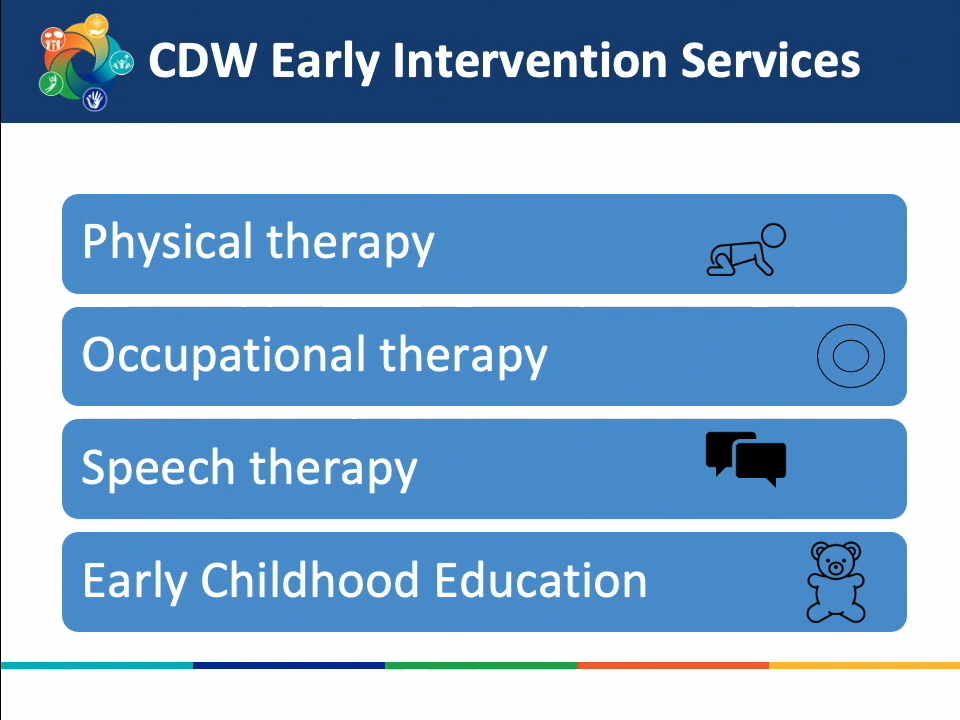 CDW Early Intervention Services
Physical therapy
Occupational therapy
Speech therapy
Early Childhood Education